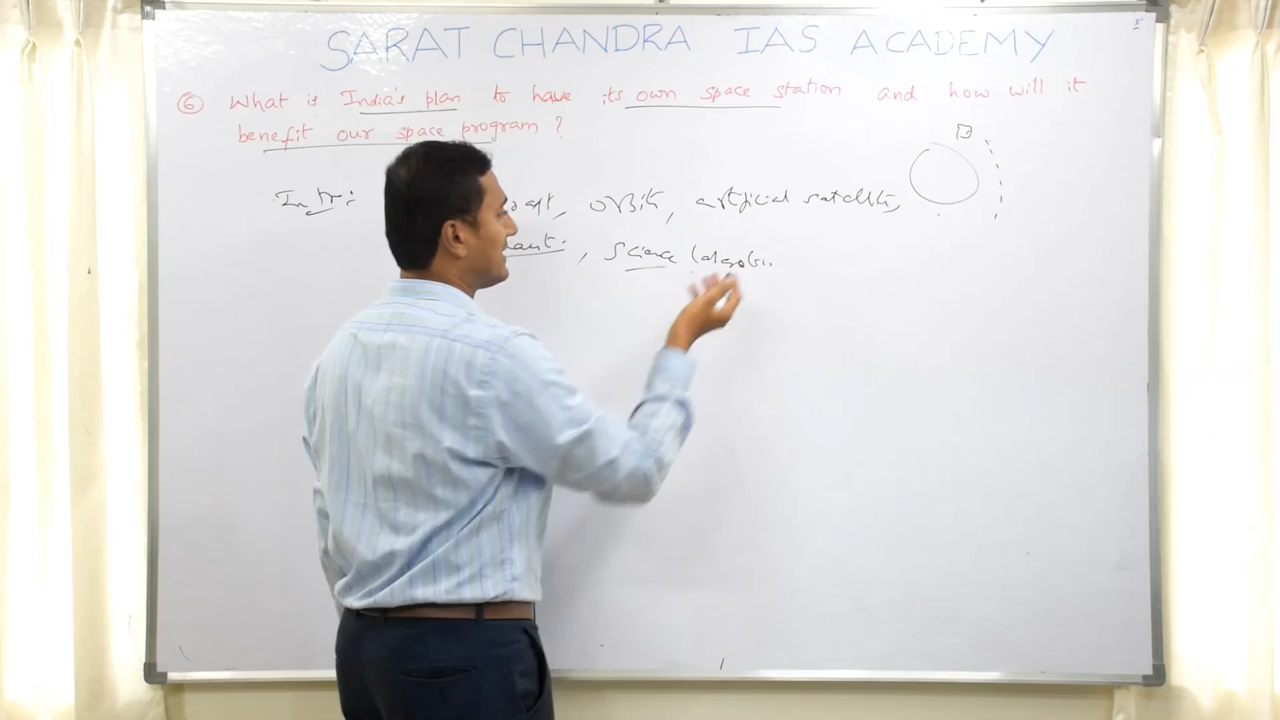 SARAT CHANDRA IAS ACADEMY
⑥ What is India's plan to have its own space station and how will it
benefit our space program?
Intr: , orbit, artificial satellite,
, Science